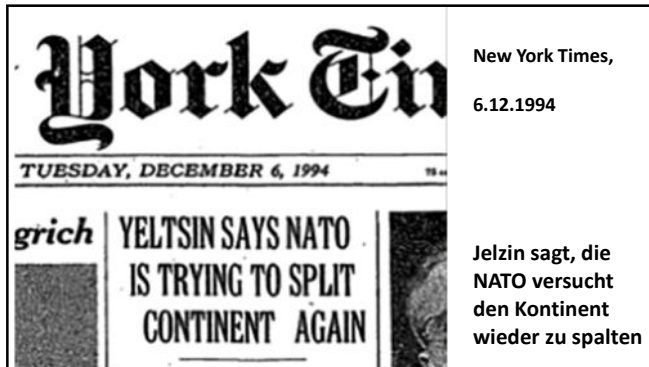 York Tim
TUESDAY, DECEMBER 6, 1994
grich
YELTSIN SAYS NATO
IS TRYING TO SPLIT
CONTINENT AGAIN
New York Times,
6.12.1994
Jelzin sagt, die
NATO versucht
den Kontinent
wieder zu spalten